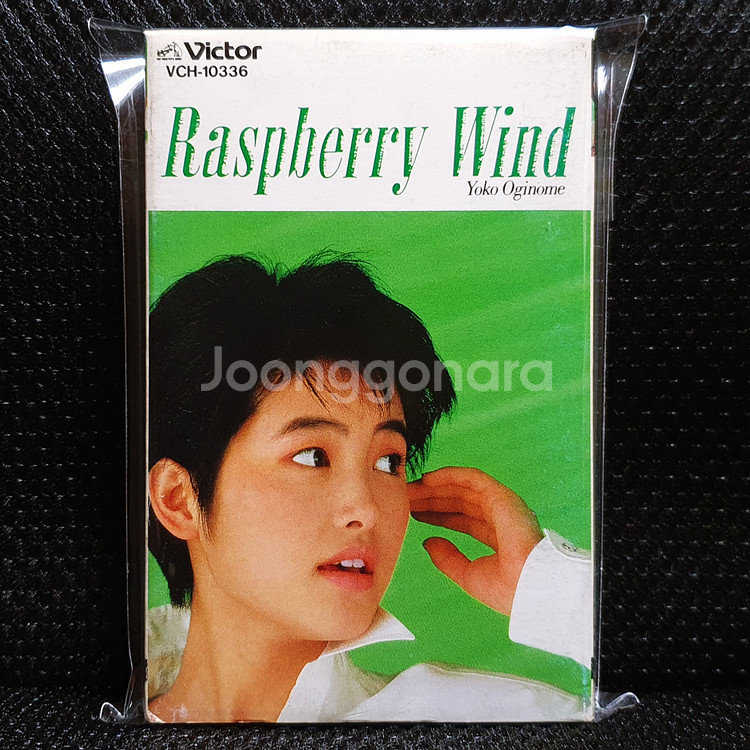 Victor
VCH-10336
Raspberry Wind
Yoko Oginome
Joonggonara